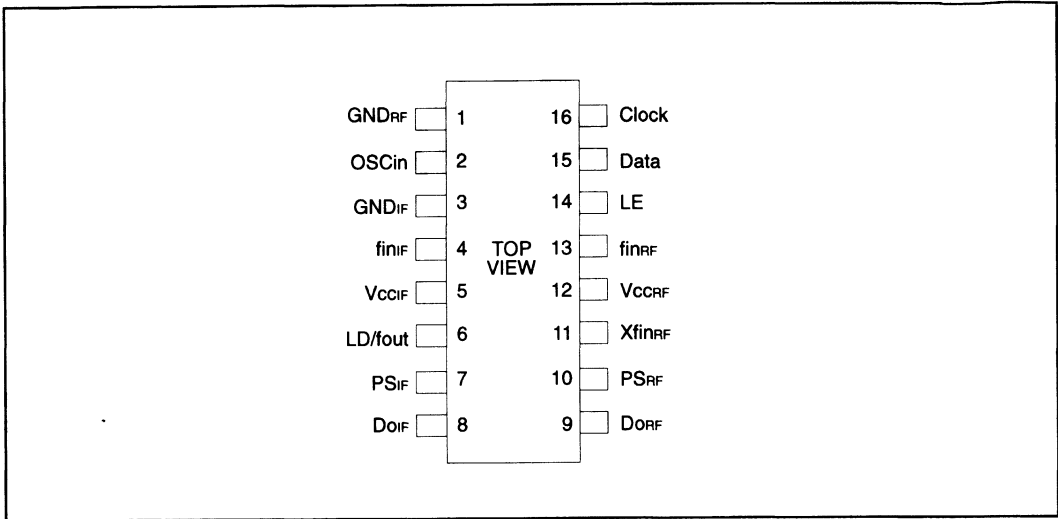 GNDRF 1 16 Clock
OSCin 2 15 Data
GNDIF 3 14 LE
finIF 4 TOP 13 finRF
VIEW
VccIF 5 12 VccRF
LD/fout 6 11 XfinRF
PSIF 7 10 PSRF
DoIF 8 9 DoRF